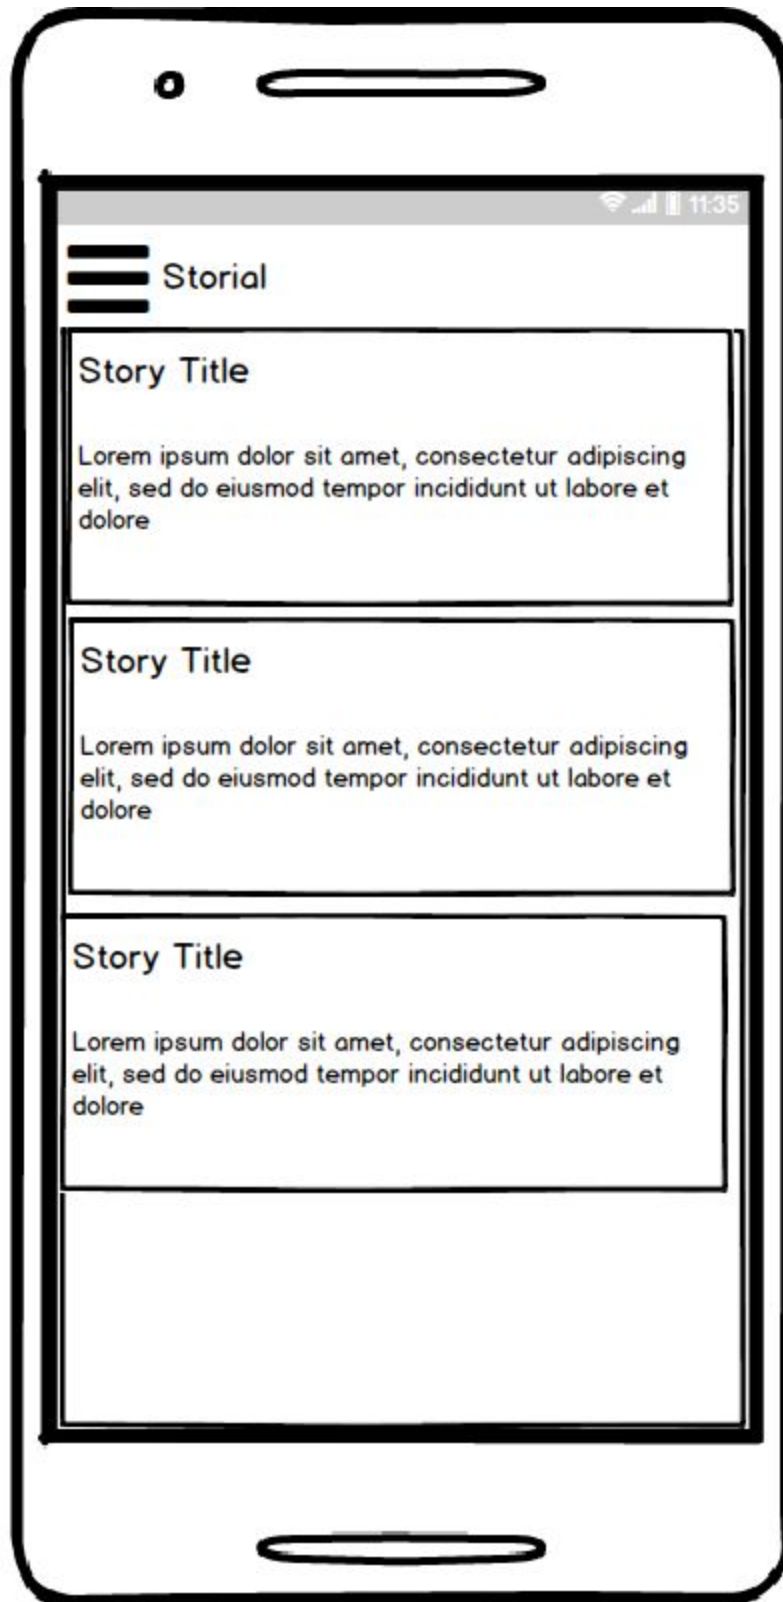 11:35
Storial
Story Title
Lorem ipsum dolor sit amet, consectetur adipiscing
elit, sed do eiusmod tempor incididunt ut labore et
dolore
Story Title
Lorem ipsum dolor sit amet, consectetur adipiscing
elit, sed do eiusmod tempor incididunt ut labore et
dolore
Story Title
Lorem ipsum dolor sit amet, consectetur adipiscing
elit, sed do eiusmod tempor incididunt ut labore et
dolore